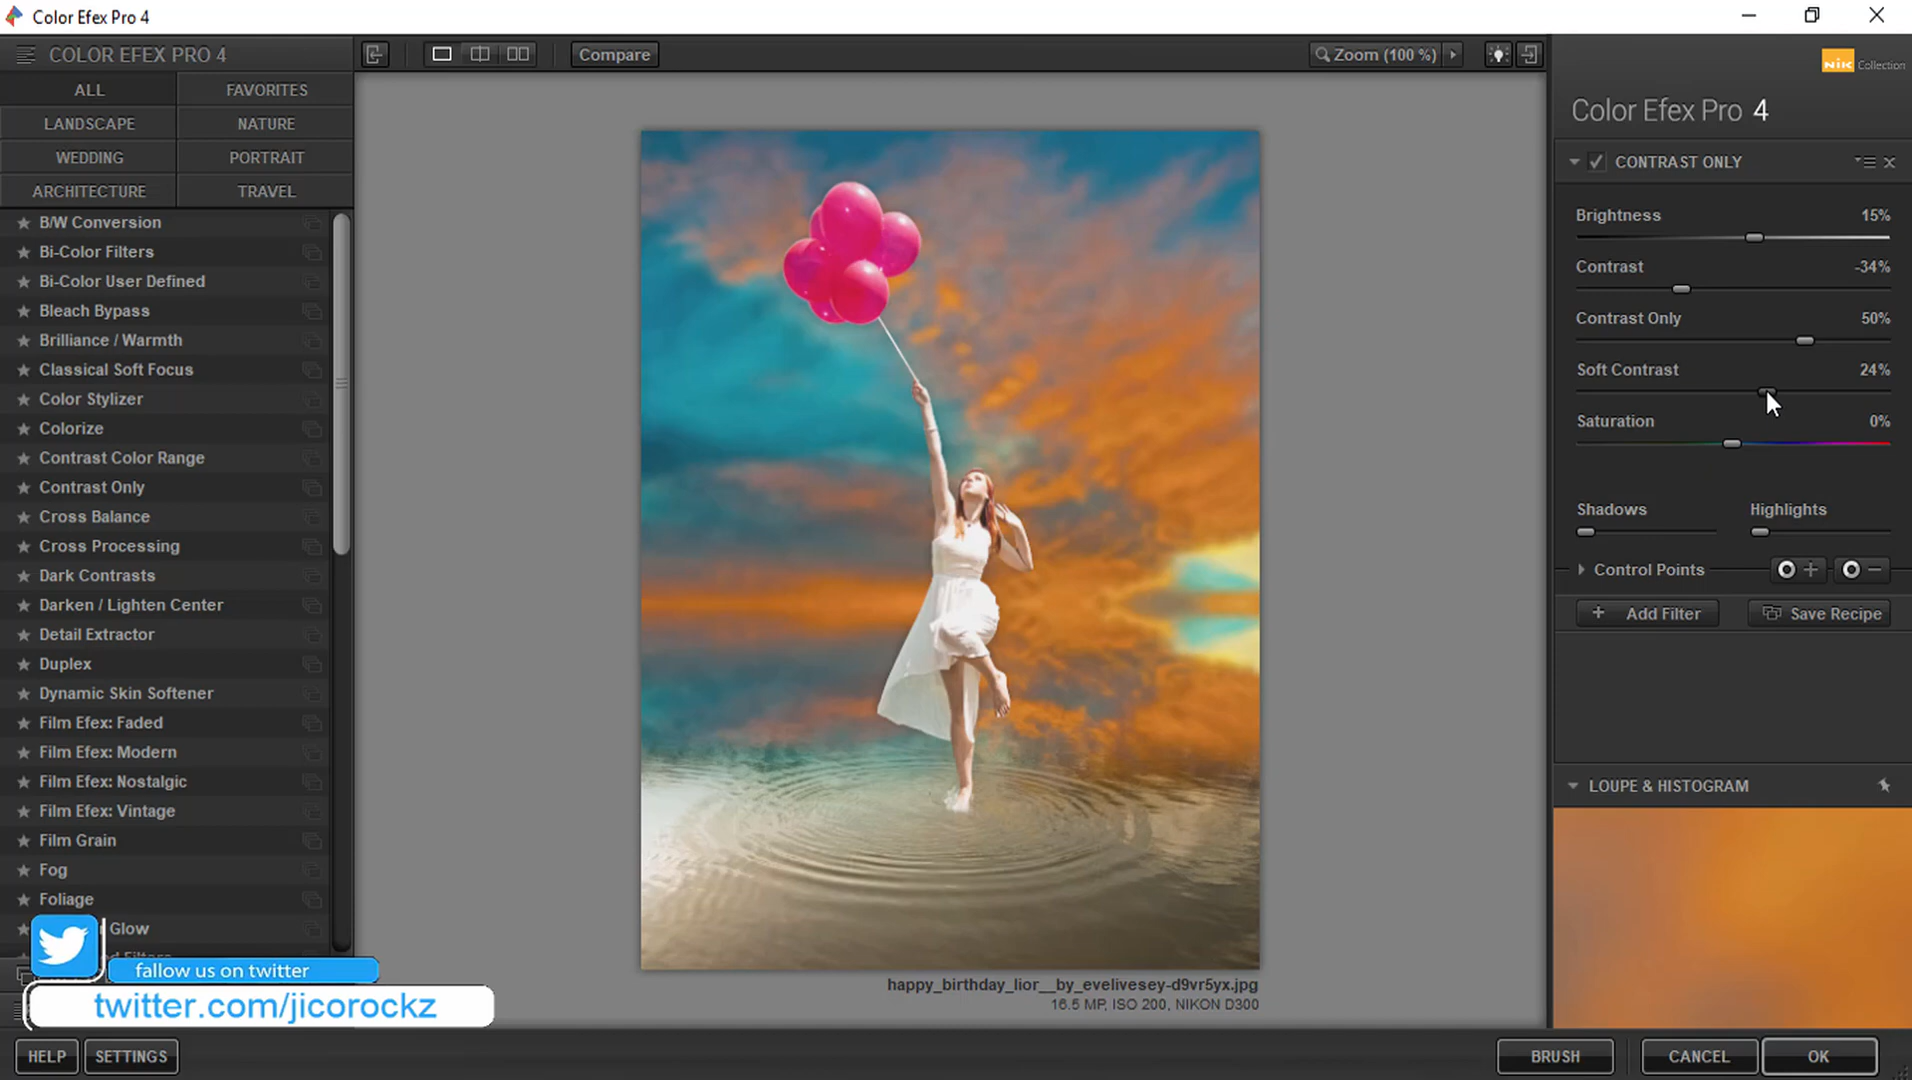 Color Efex Pro 4
COLOR EFEX PRO 4
ALL
FAVORITES
LANDSCAPE
NATURE
WEDDING
PORTRAIT
ARCHITECTURE
TRAVEL
B/W Conversion
Bi-Color Filters
Bi-Color User Defined
Bleach Bypass
Brilliance / Warmth
Classical Soft Focus
Color Stylizer
Colorize
Contrast Color Range
Contrast Only
Cross Balance
Cross Processing
Dark Contrasts
Darken / Lighten Center
Detail Extractor
Duplex
Dynamic Skin Softener
Film Efex: Faded
Film Efex: Modern
Film Efex: Nostalgic
Film Efex: Vintage
Film Grain
Fog
Foliage
Glow
fallow us on twitter
twitter.com/jicorockz
HELP
SETTINGS
Compare
Zoom (100 %)
happy_birthday_lior__by_evelivesey-d9vr5yx.jpg
16.5 MP, ISO 200, NIKON D300
Nik Collection
Color Efex Pro 4
CONTRAST ONLY
Brightness 15%
Contrast -34%
Contrast Only 50%
Soft Contrast 24%
Saturation 0%
Shadows
Highlights
Control Points
Add Filter
Save Recipe
LOUPE & HISTOGRAM
BRUSH
CANCEL
OK